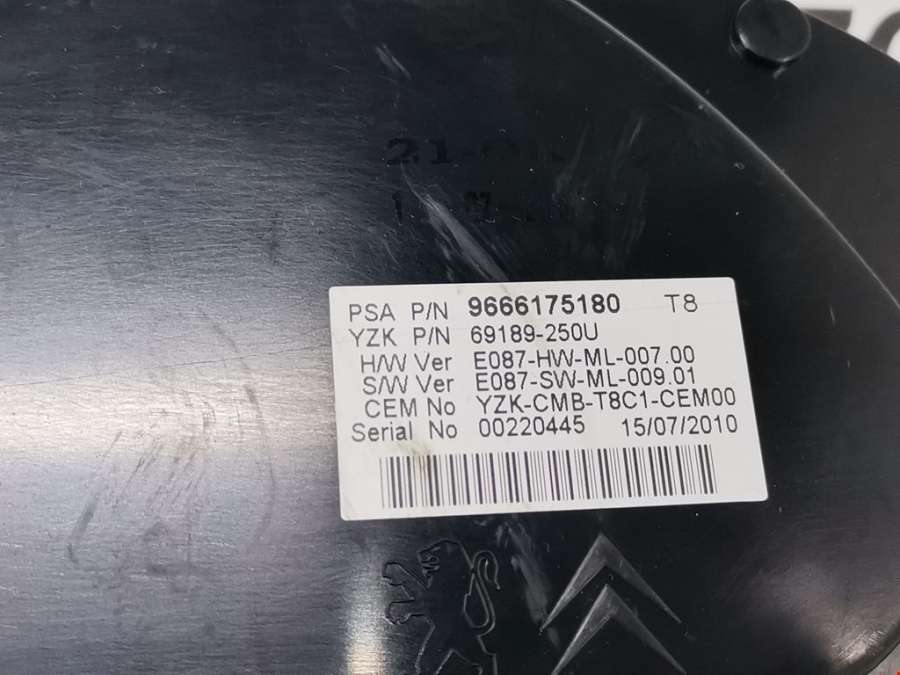 PSA P/N 9666175180 T8
YZK P/N 69189-250U
H/W Ver E087-HW-ML-007.00
S/W Ver E087-SW-ML-009.01
CEM No YZK-CMB-T8C1-CEM00
Serial No 00220445 15/07/2010